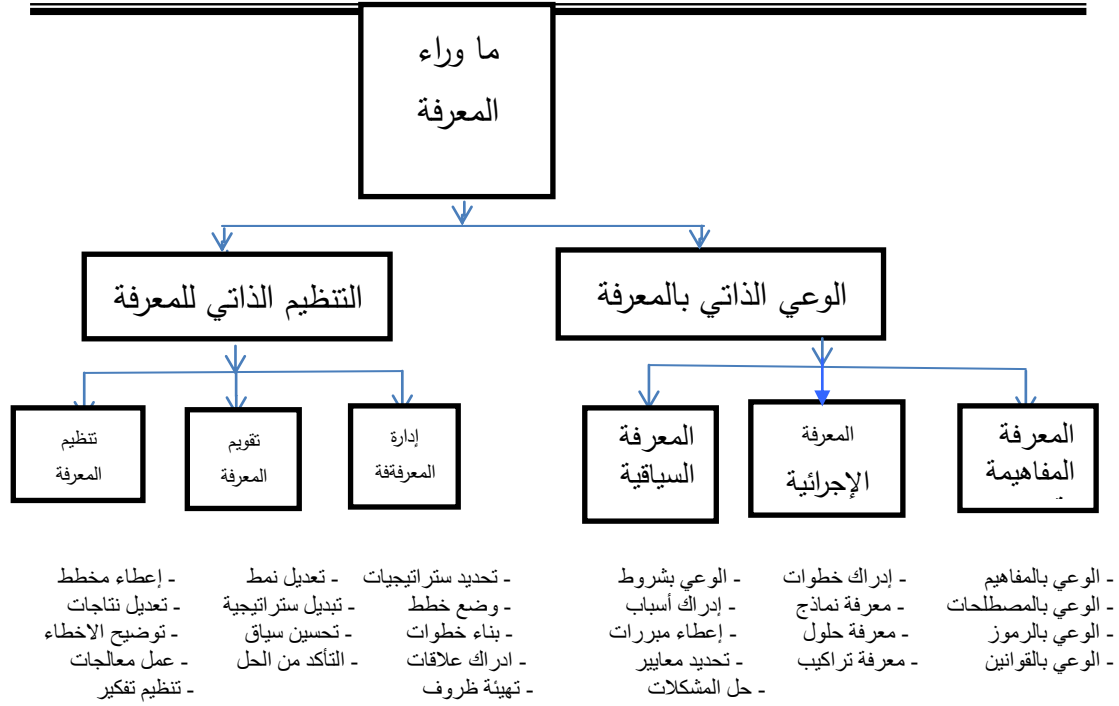 ما وراء
المعرفة
الوعي الذاتي بالمعرفة
التنظيم الذاتي للمعرفة
المعرفة
المفاهيمة
المعرفة
الإجرائية
المعرفة
السياقية
إدارة
المعرفةفة
تقويم
المعرفة
تنظيم
المعرفة
- الوعي بالمفاهيم
- الوعي بالمصطلحات
- الوعي بالرموز
- الوعي بالقوانين
- إدراك خطوات
- معرفة نماذج
- معرفة حلول
- معرفة تراكيب
- الوعي بشروط
- إدراك أسباب
- إعطاء مبررات
- تحديد معايير
- حل المشكلات
- تحديد ستراتيجيات
- وضع خطط
- بناء خطوات
- ادراك علاقات
- تهيئة ظروف
- تعديل نمط
- تبديل ستراتيجية
- تحسين سياق
- التأكد من الحل
- إعطاء مخطط
- تعديل نتاجات
- توضيح الاخطاء
- عمل معالجات
- تنظيم تفكير